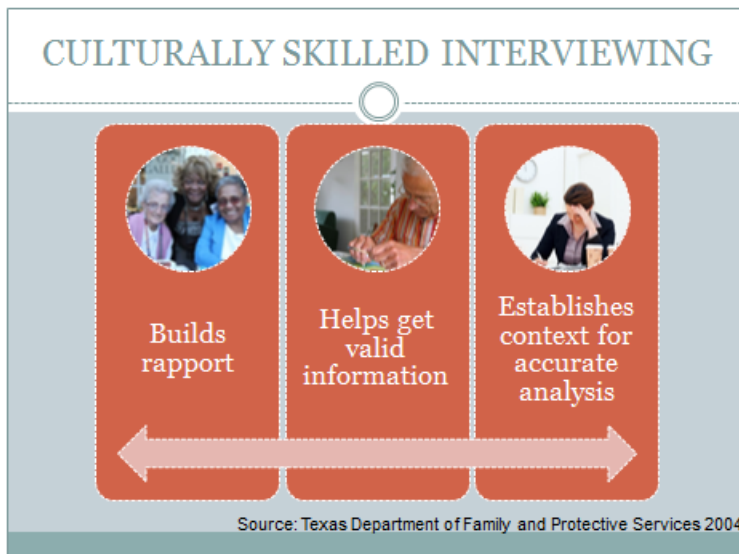 CULTURALLY SKILLED INTERVIEWING
Builds
rapport
Helps get
valid
information
Establishes
context for
accurate
analysis
Source: Texas Department of Family and Protective Services 2004